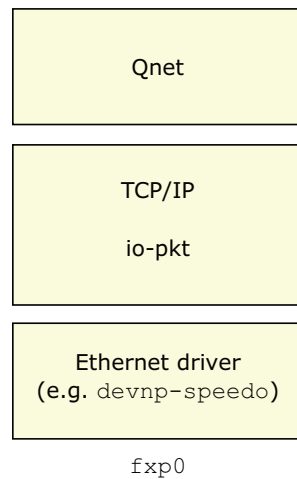 Qnet
TCP/IP
io-pkt
Ethernet driver
(e.g. devnp-speedo)
fxp0